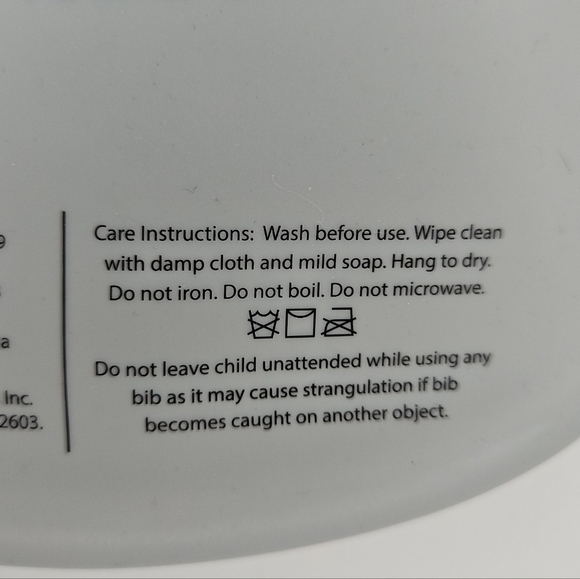 9
a
Inc.
2603.
Care Instructions: Wash before use. Wipe clean
with damp cloth and mild soap. Hang to dry.
Do not iron. Do not boil. Do not microwave.
Do not leave child unattended while using any
bib as it may cause strangulation if bib
becomes caught on another object.